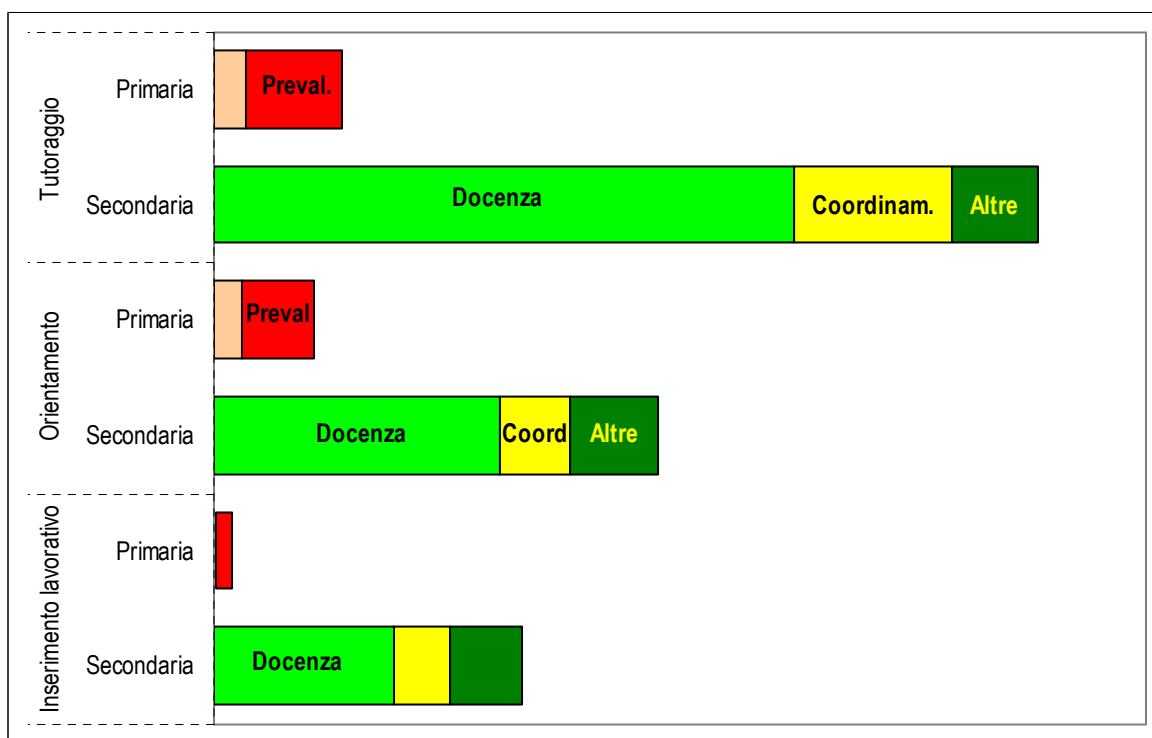 Tutoraggio
Primaria
Preval.
Secondaria
Docenza
Coordinam.
Altre
Orientamento
Primaria
Preval
Secondaria
Docenza
Coord
Altre
Inserimento lavorativo
Primaria
Secondaria
Docenza